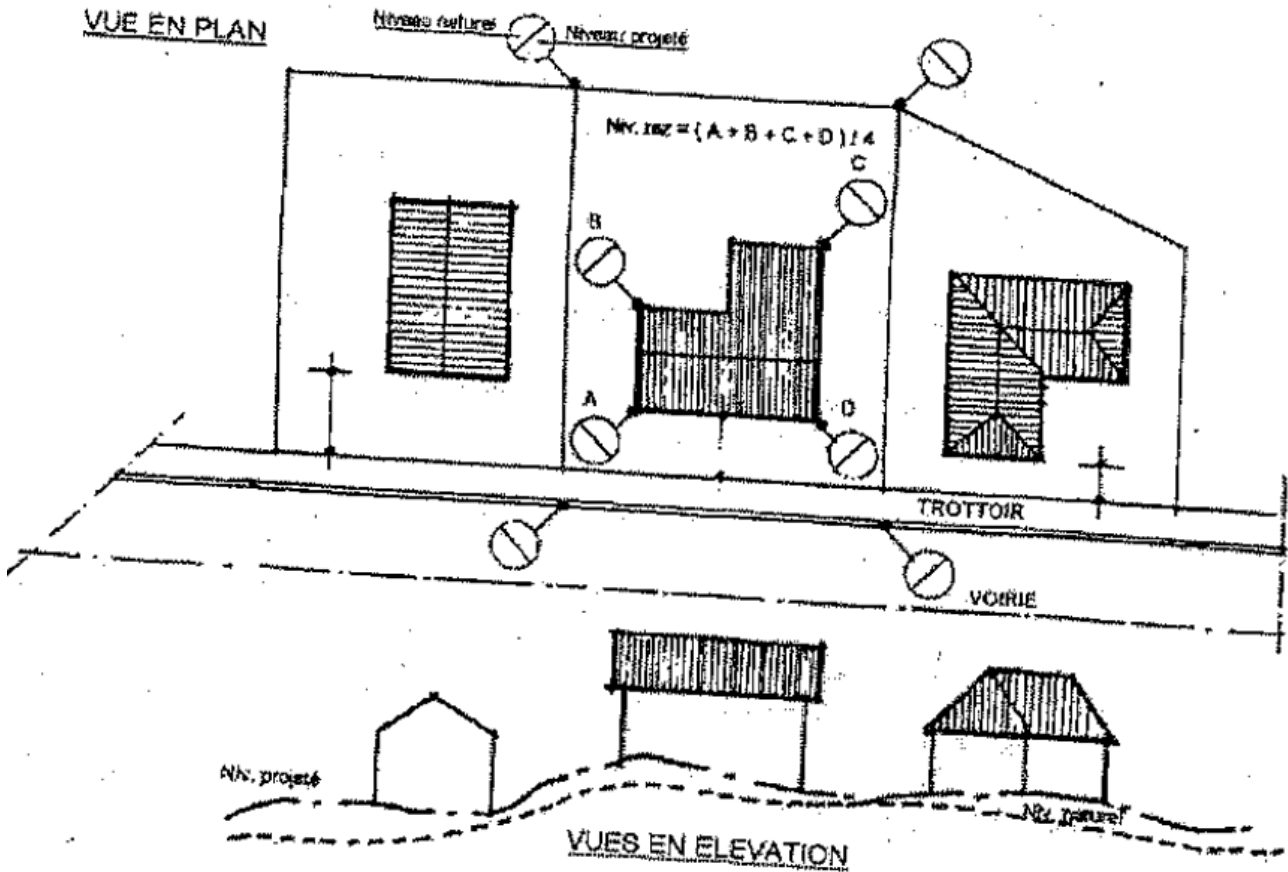 VUE EN PLAN
Niveau naturel
Niveau projeté
Niv. rez = ( A + B + C + D ) / 4
C
B
A
D
TROTTOIR
VOIRIE
Niv. projeté
Niv. naturel
VUES EN ELEVATION